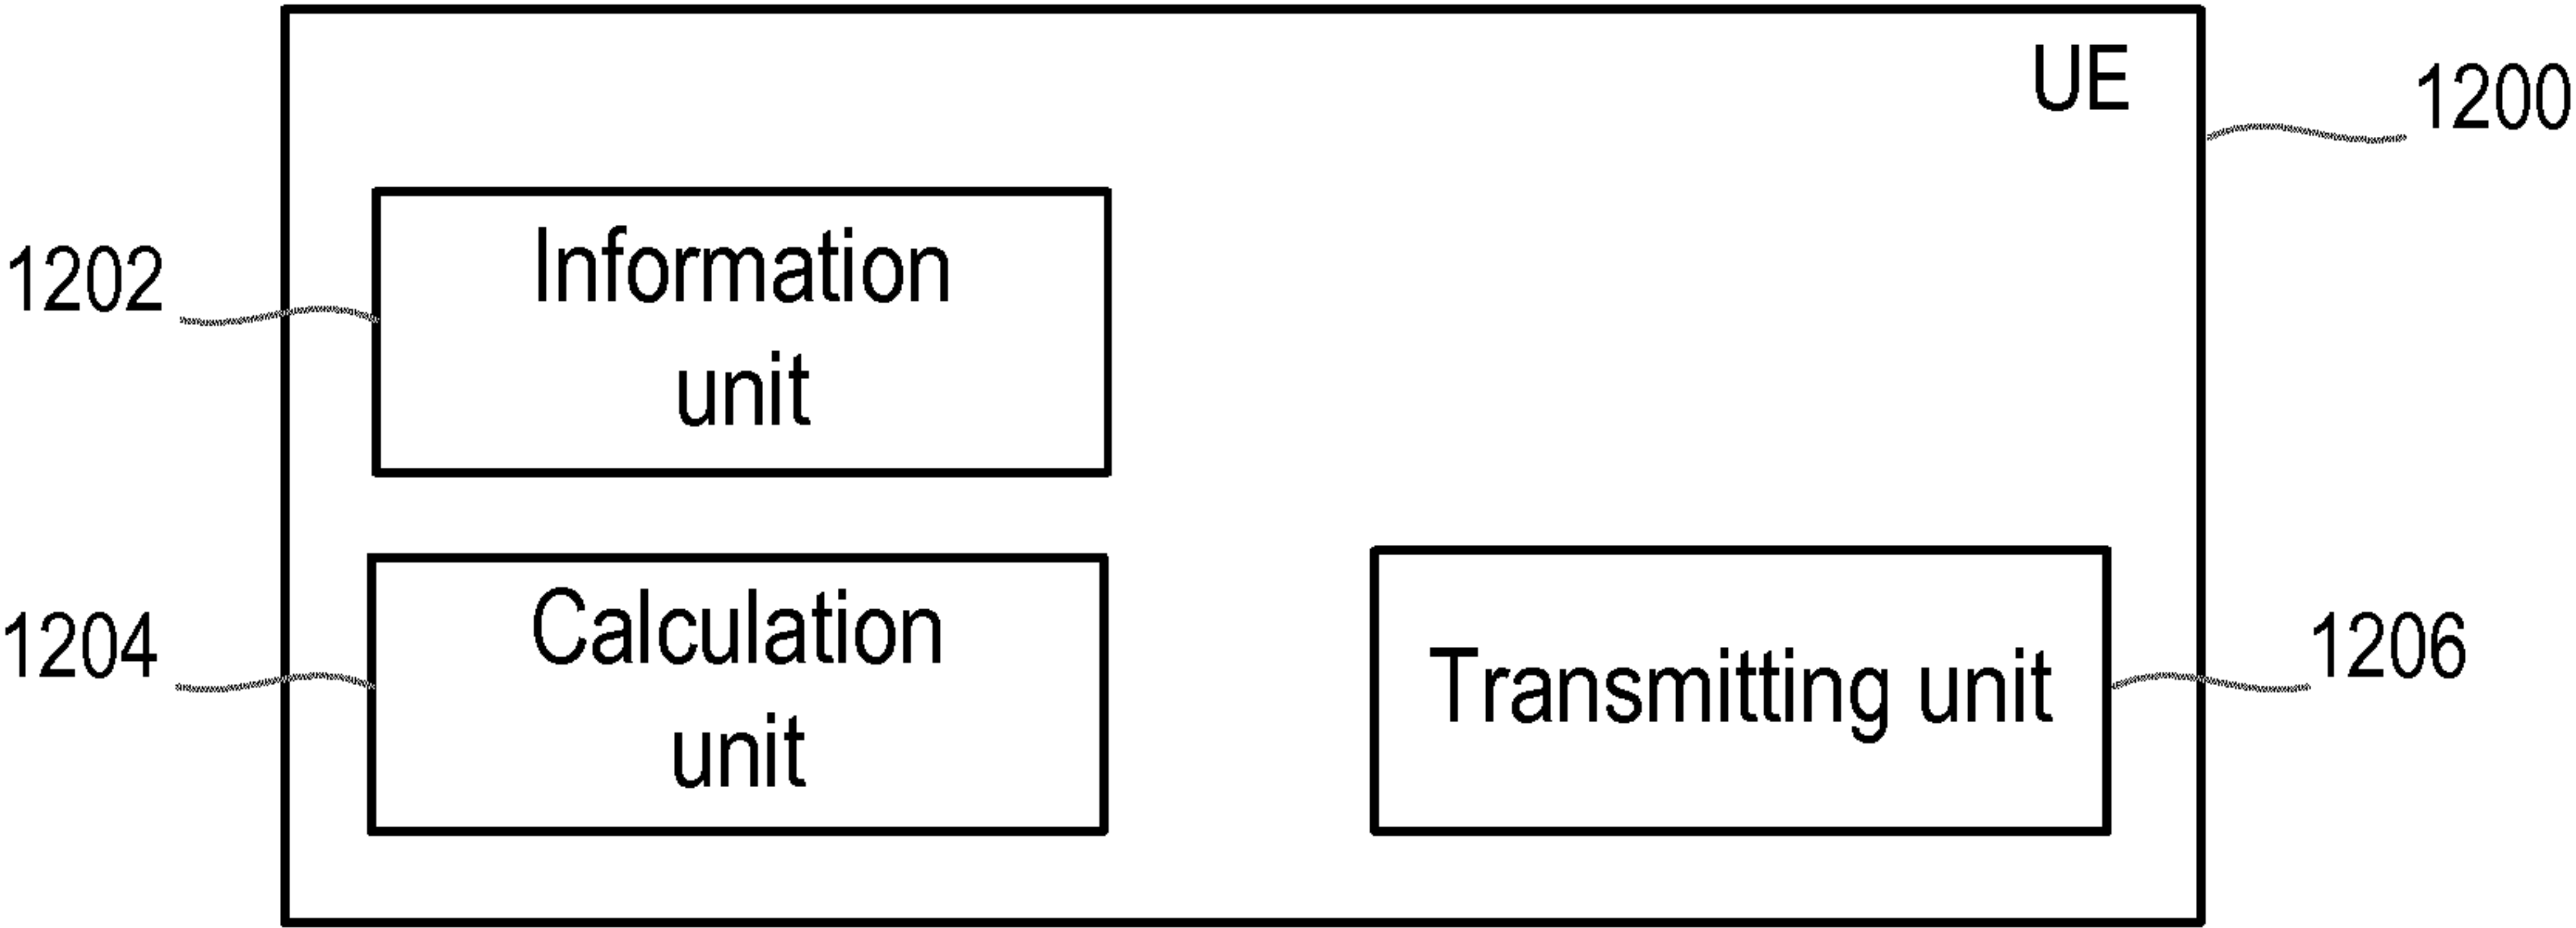 UE
1200
1202
Information
unit
1204
Calculation
unit
Transmitting unit
1206